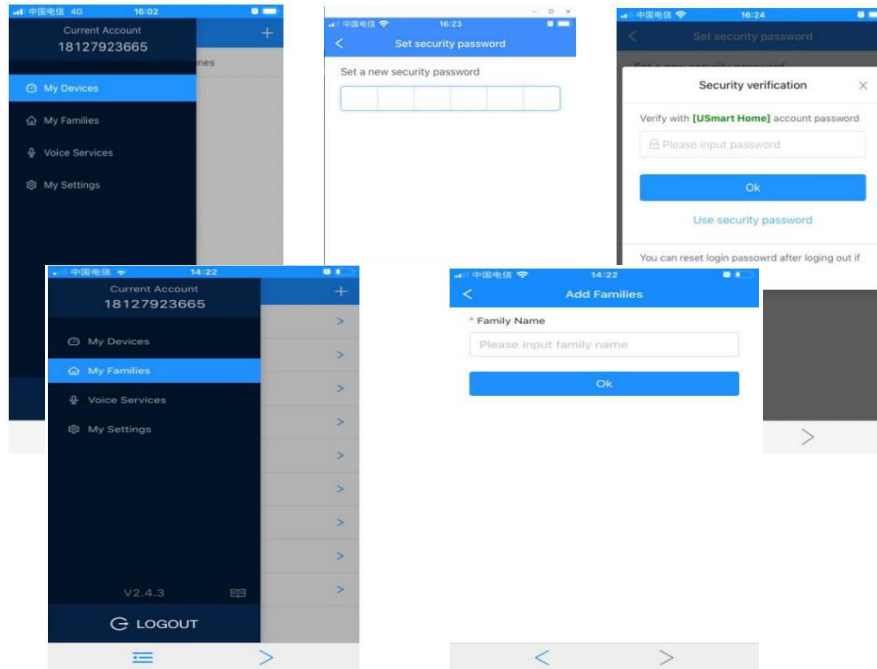 中国电信 4G 16:02
Current Account
18127923665
+
nes
My Devices
My Families
Voice Services
My Settings
中国电信 16:23
< Set security password
Set a new security password
中国电信 16:24
< Set security password
Security verification ×
Verify with [USmart Home] account password
Please input password
Ok
Use security password
You can reset login passowrd after loging out if
>
中国电信 14:22
Current Account
18127923665
+
My Devices
My Families
Voice Services
My Settings
>
>
>
>
>
>
>
>
>
V2.4.3
LOGOUT
>
中国电信 14:22
< Add Families
* Family Name
Please input family name
Ok
< >